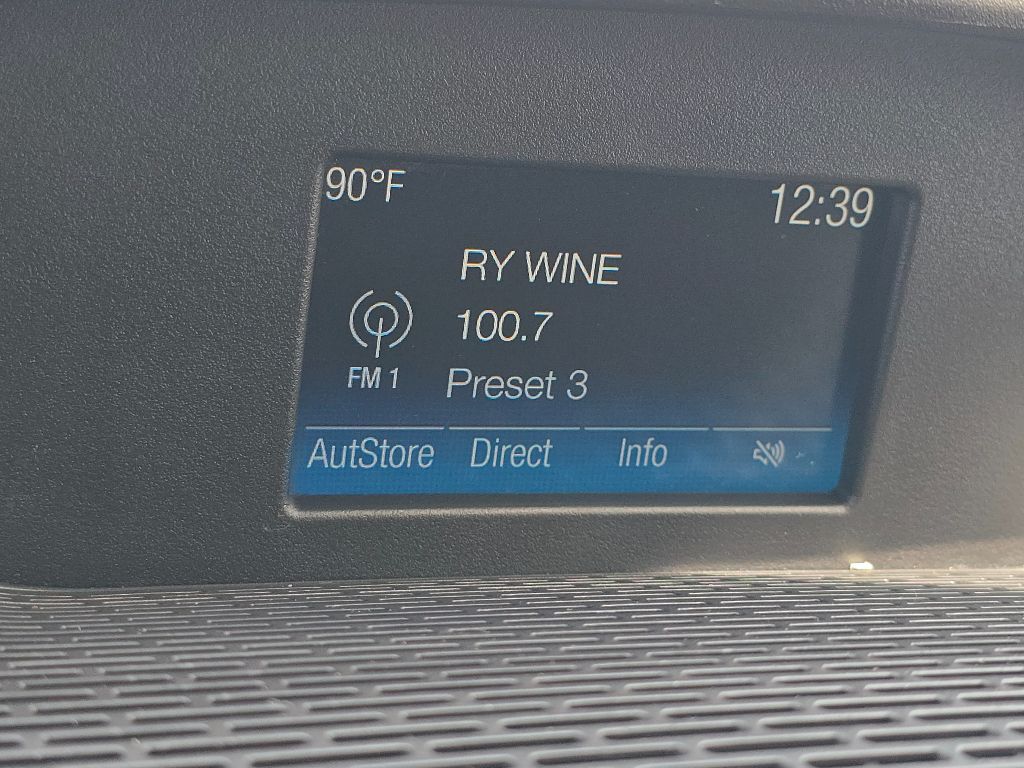 90°F 12:39
RY WINE
100.7
FM 1 Preset 3
AutStore Direct Info